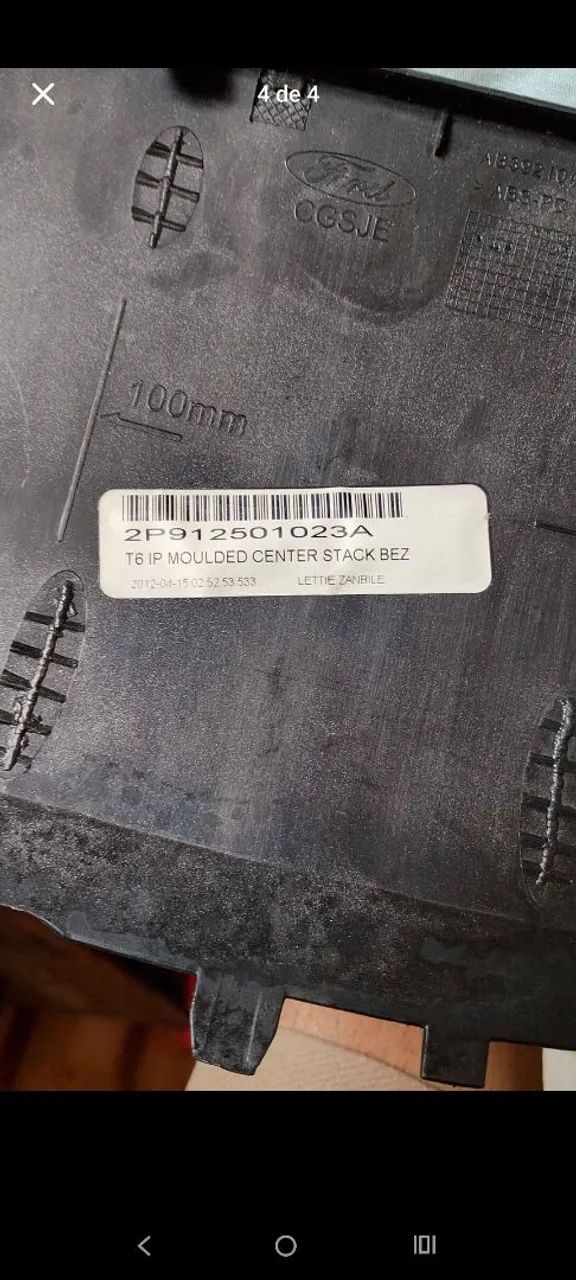 4 de 4
Ford
CGSJE
100mm
2P912501023A
T6 IP MOULDED CENTER STACK BEZ
2012-04-15:02:52:53:533 LETTIE ZANBILE